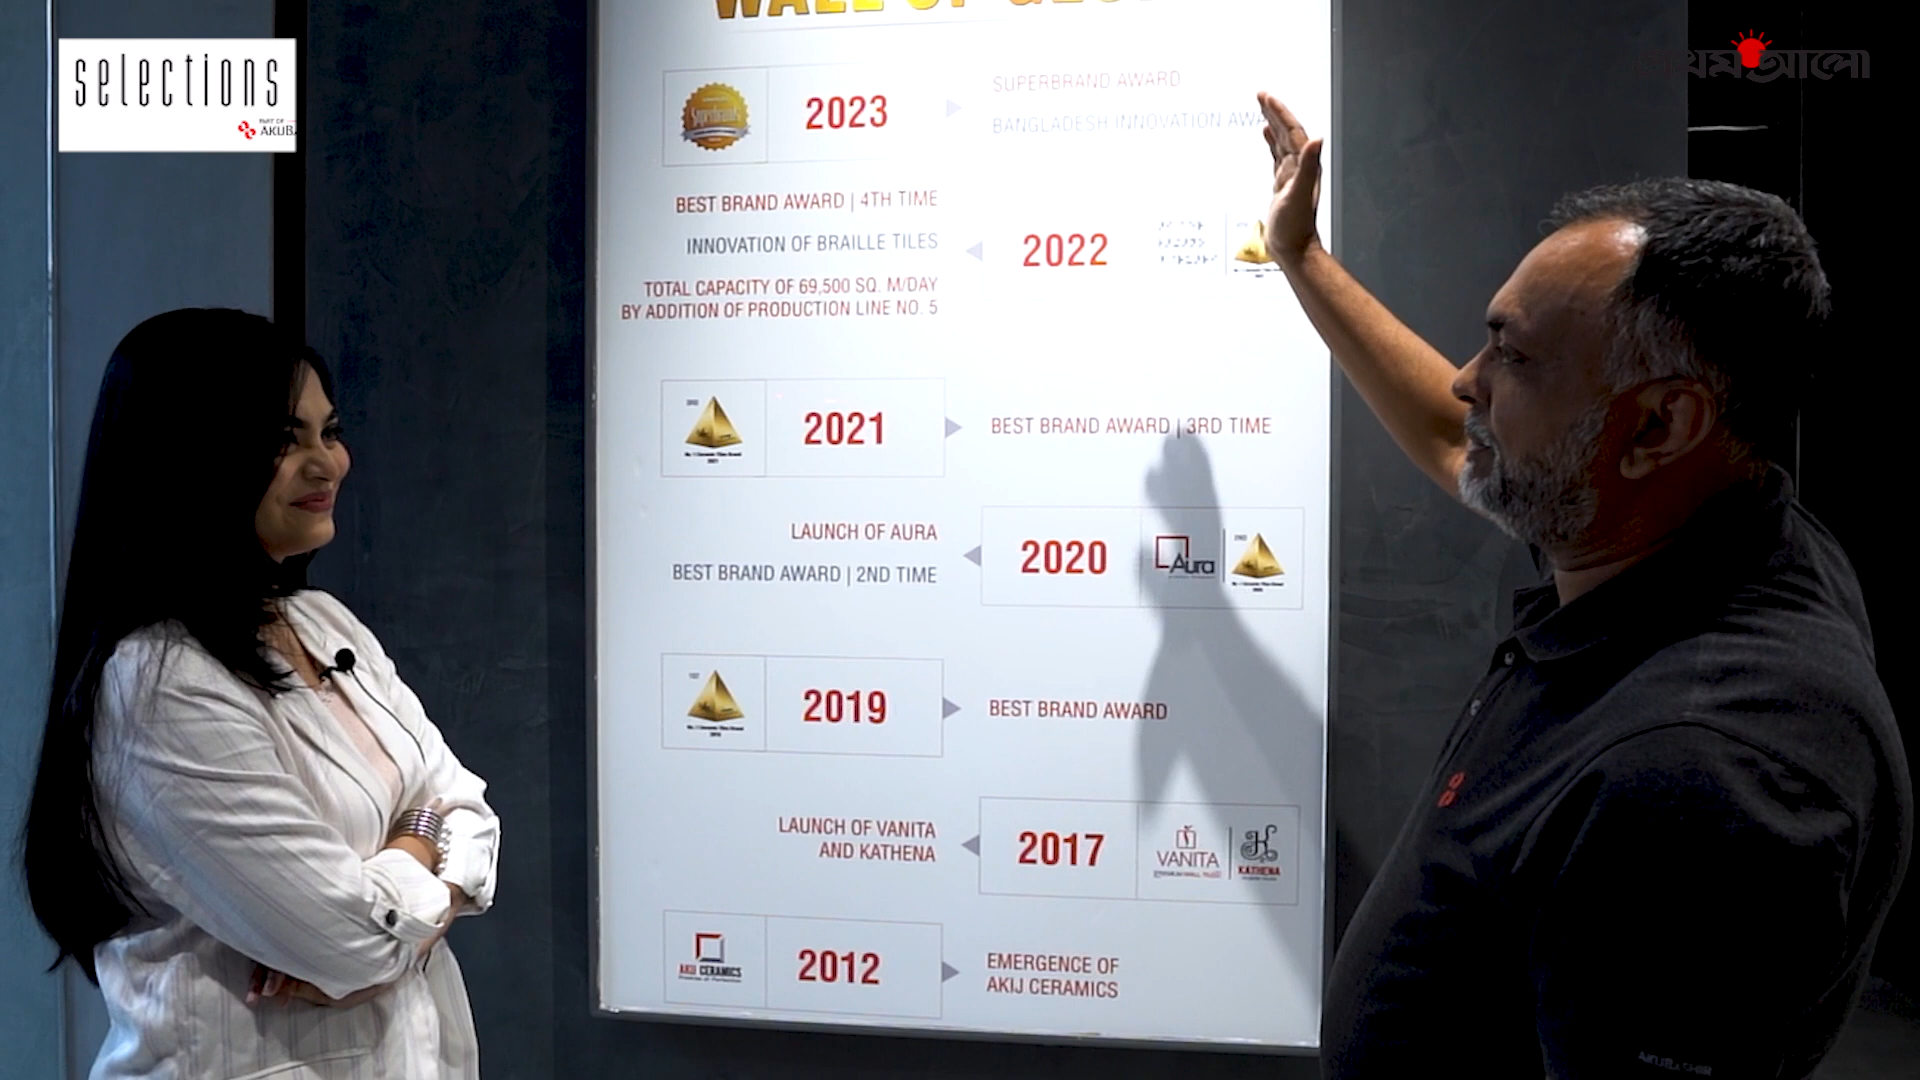 selections
PART OF
AKIJB
প্রথম আলো
2023
SUPERBRAND AWARD
BANGLADESH INNOVATION AWA
BEST BRAND AWARD | 4TH TIME
INNOVATION OF BRAILLE TILES
TOTAL CAPACITY OF 69,500 SQ. M/DAY
BY ADDITION OF PRODUCTION LINE NO. 5
2022
2021
BEST BRAND AWARD | 3RD TIME
LAUNCH OF AURA
BEST BRAND AWARD | 2ND TIME
2020
Aura
2019
BEST BRAND AWARD
LAUNCH OF VANITA
AND KATHENA
2017
VANITA
KATHENA
AKIJ CERAMICS
2012
EMERGENCE OF
AKIJ CERAMICS